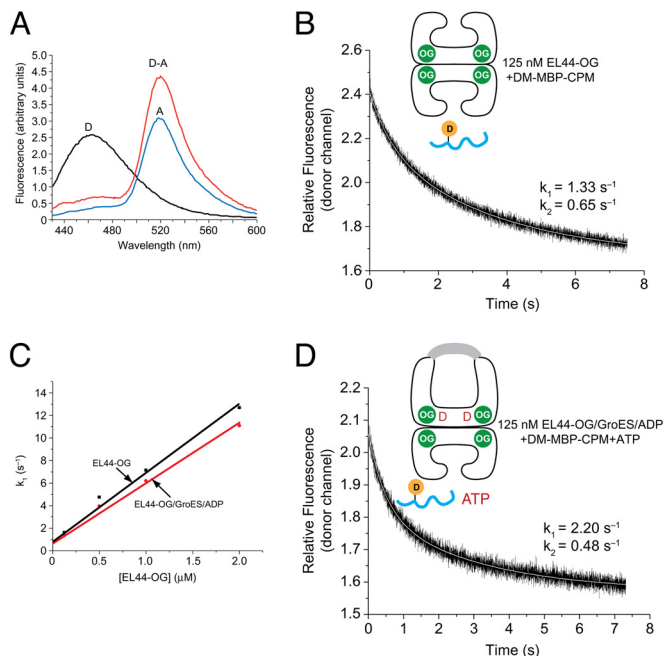 A
D-A
D
A
Fluorescence (arbitrary units)
5.0
4.5
4.0
3.5
3.0
2.5
2.0
1.5
1.0
0.5
0
440 480 520 560 600
Wavelength (nm)
B
OG OG
OG OG
D
125 nM EL44-OG
+DM-MBP-CPM
k₁ = 1.33 s⁻¹
k₂ = 0.65 s⁻¹
Relative Fluorescence
(donor channel)
2.6
2.4
2.2
2.0
1.8
1.6
0 1 2 3 4 5 6 7 8
Time (s)
C
k₁ (s⁻¹)
14
12
10
8
6
4
2
0
EL44-OG
EL44-OG/GroES/ADP
0 0.5 1.0 1.5 2.0
[EL44-OG] (μM)
D
OG D D OG
OG OG
D
ATP
125 nM EL44-OG/GroES/ADP
+DM-MBP-CPM+ATP
k₁ = 2.20 s⁻¹
k₂ = 0.48 s⁻¹
Relative Fluorescence
(donor channel)
2.2
2.1
2.0
1.9
1.8
1.7
1.6
1.5
0 1 2 3 4 5 6 7 8
Time (s)